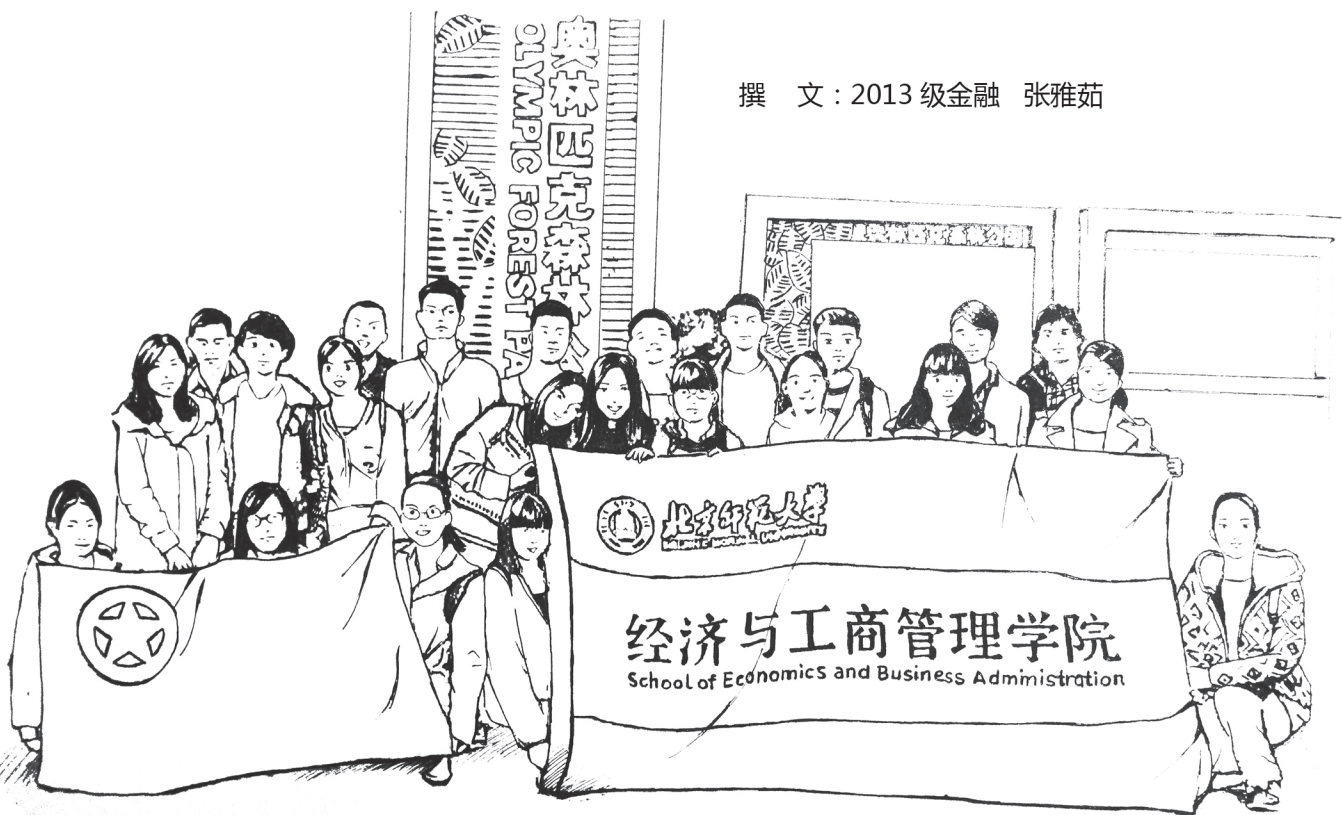 撰 文：2013 级金融 张雅茹
奥林匹克森林公
OLYMPIC FOREST PA
北京师范大学
经济与工商管理学院
School of Economics and Business Administration